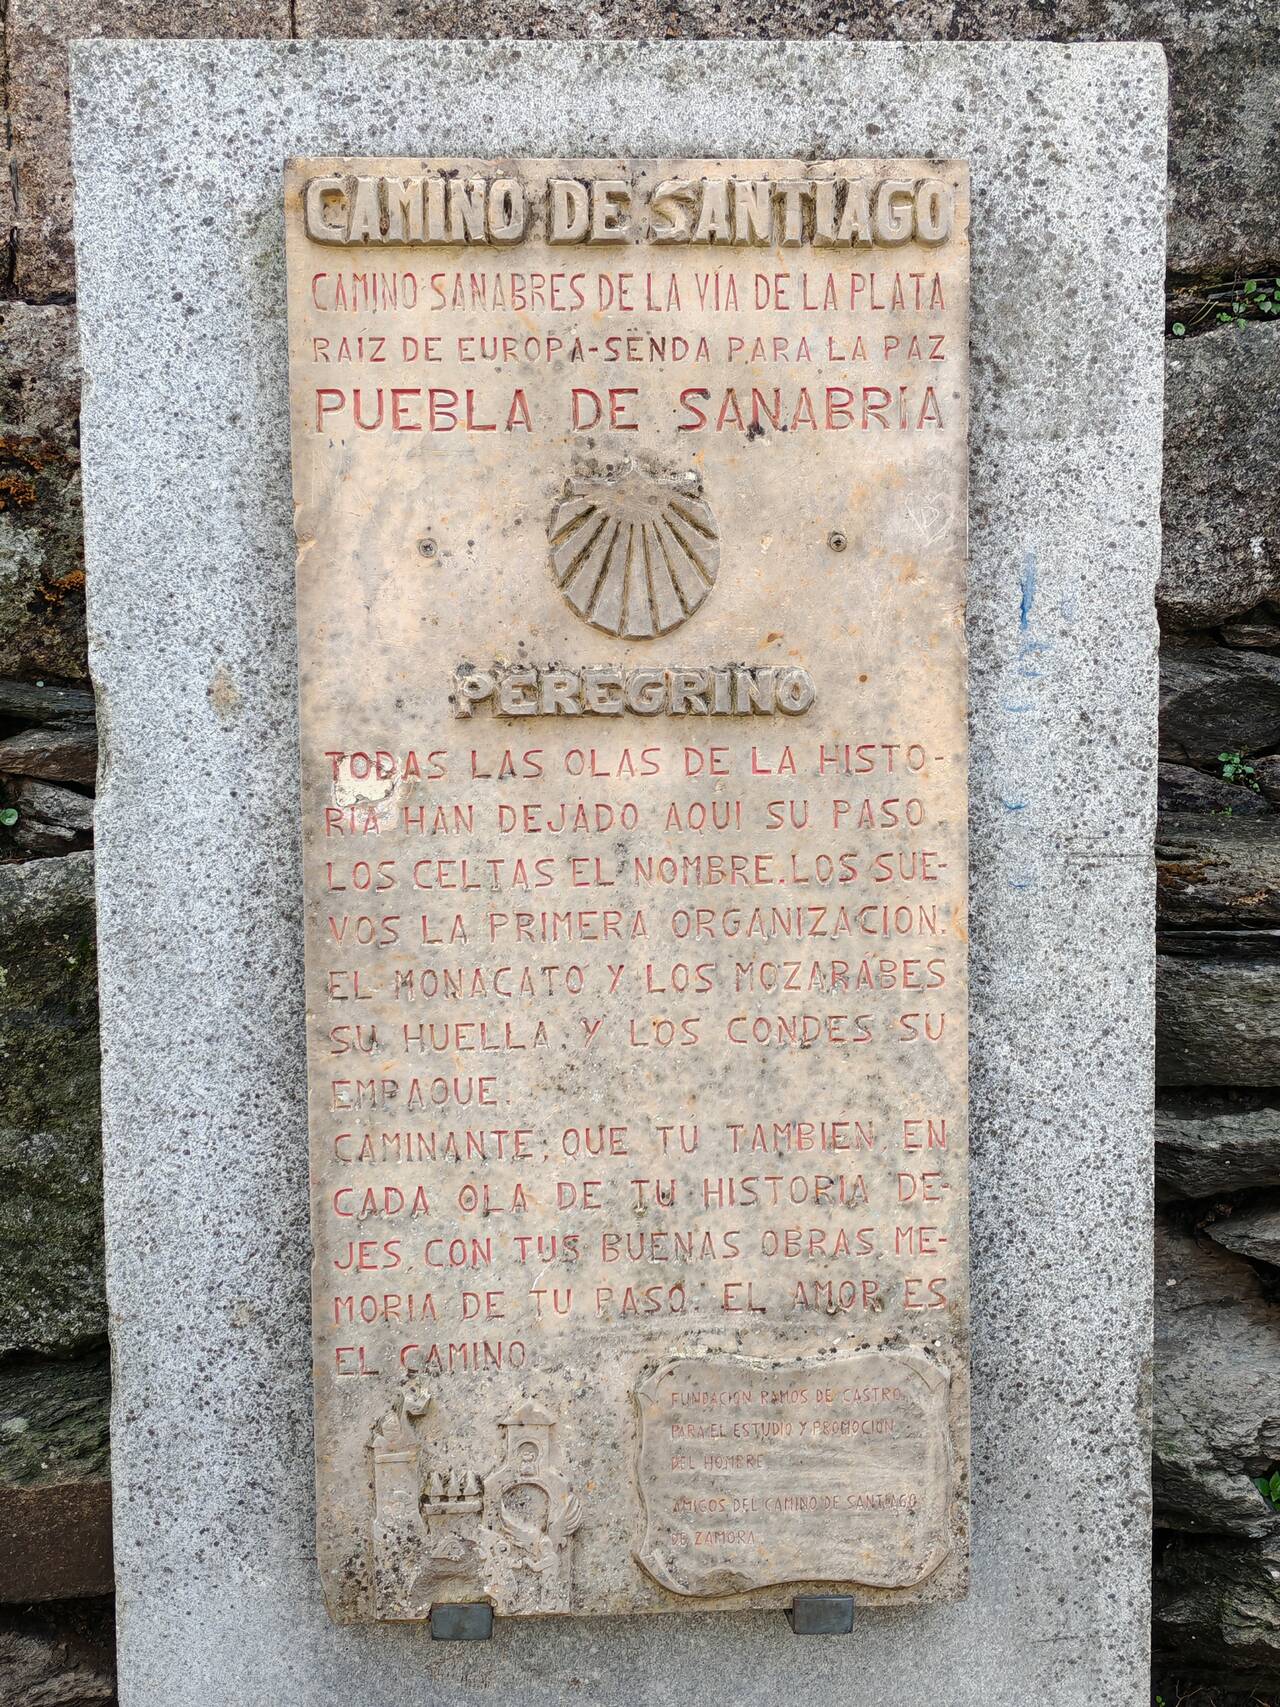 CAMINO DE SANTIAGO
CAMINO SANABRES DE LA VÍA DE LA PLATA
RAÍZ DE EUROPA-SENDA PARA LA PAZ
PUEBLA DE SANABRIA
PEREGRINO
TODAS LAS OLAS DE LA HISTO-
RIA HAN DEJADO AQUI SU PASO.
LOS CELTAS EL NOMBRE. LOS SUE-
VOS LA PRIMERA ORGANIZACION.
EL MONACATO Y LOS MOZARABES
SU HUELLA. Y LOS CONDES SU
EMPAQUE.
CAMINANTE, QUE TU TAMBIÉN, EN
CADA OLA DE TU HISTORIA DE-
JES, CON TUS BUENAS OBRAS, ME-
MORIA DE TU PASO. EL AMOR ES
EL CAMINO
FUNDACION RAMOS DE CASTRO,
PARA EL ESTUDIO Y PROMOCION
DEL HOMBRE
AMIGOS DEL CAMINO DE SANTIAGO
DE ZAMORA.